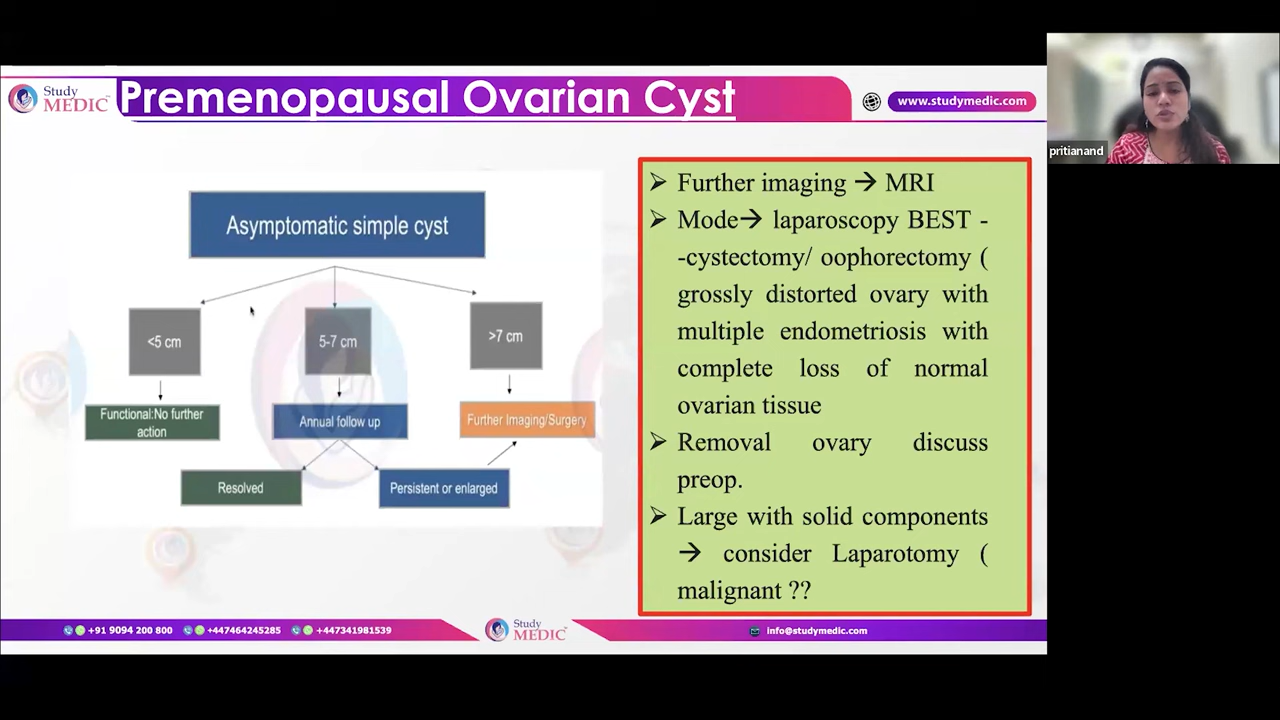 Study
MEDIC
Premenopausal Ovarian Cyst
www.studymedic.com
pritianand
Asymptomatic simple cyst
<5 cm
5-7 cm
>7 cm
Functional:No further
action
Annual follow up
Further Imaging/Surgery
Resolved
Persistent or enlarged
➢ Further imaging → MRI
➢ Mode→ laparoscopy BEST -
-cystectomy/ oophorectomy (
grossly distorted ovary with
multiple endometriosis with
complete loss of normal
ovarian tissue
➢ Removal ovary discuss
preop.
➢ Large with solid components
→ consider Laparotomy (
malignant ??
+91 9094 200 800 +447464245285 +447341981539
Study
MEDIC
info@studymedic.com